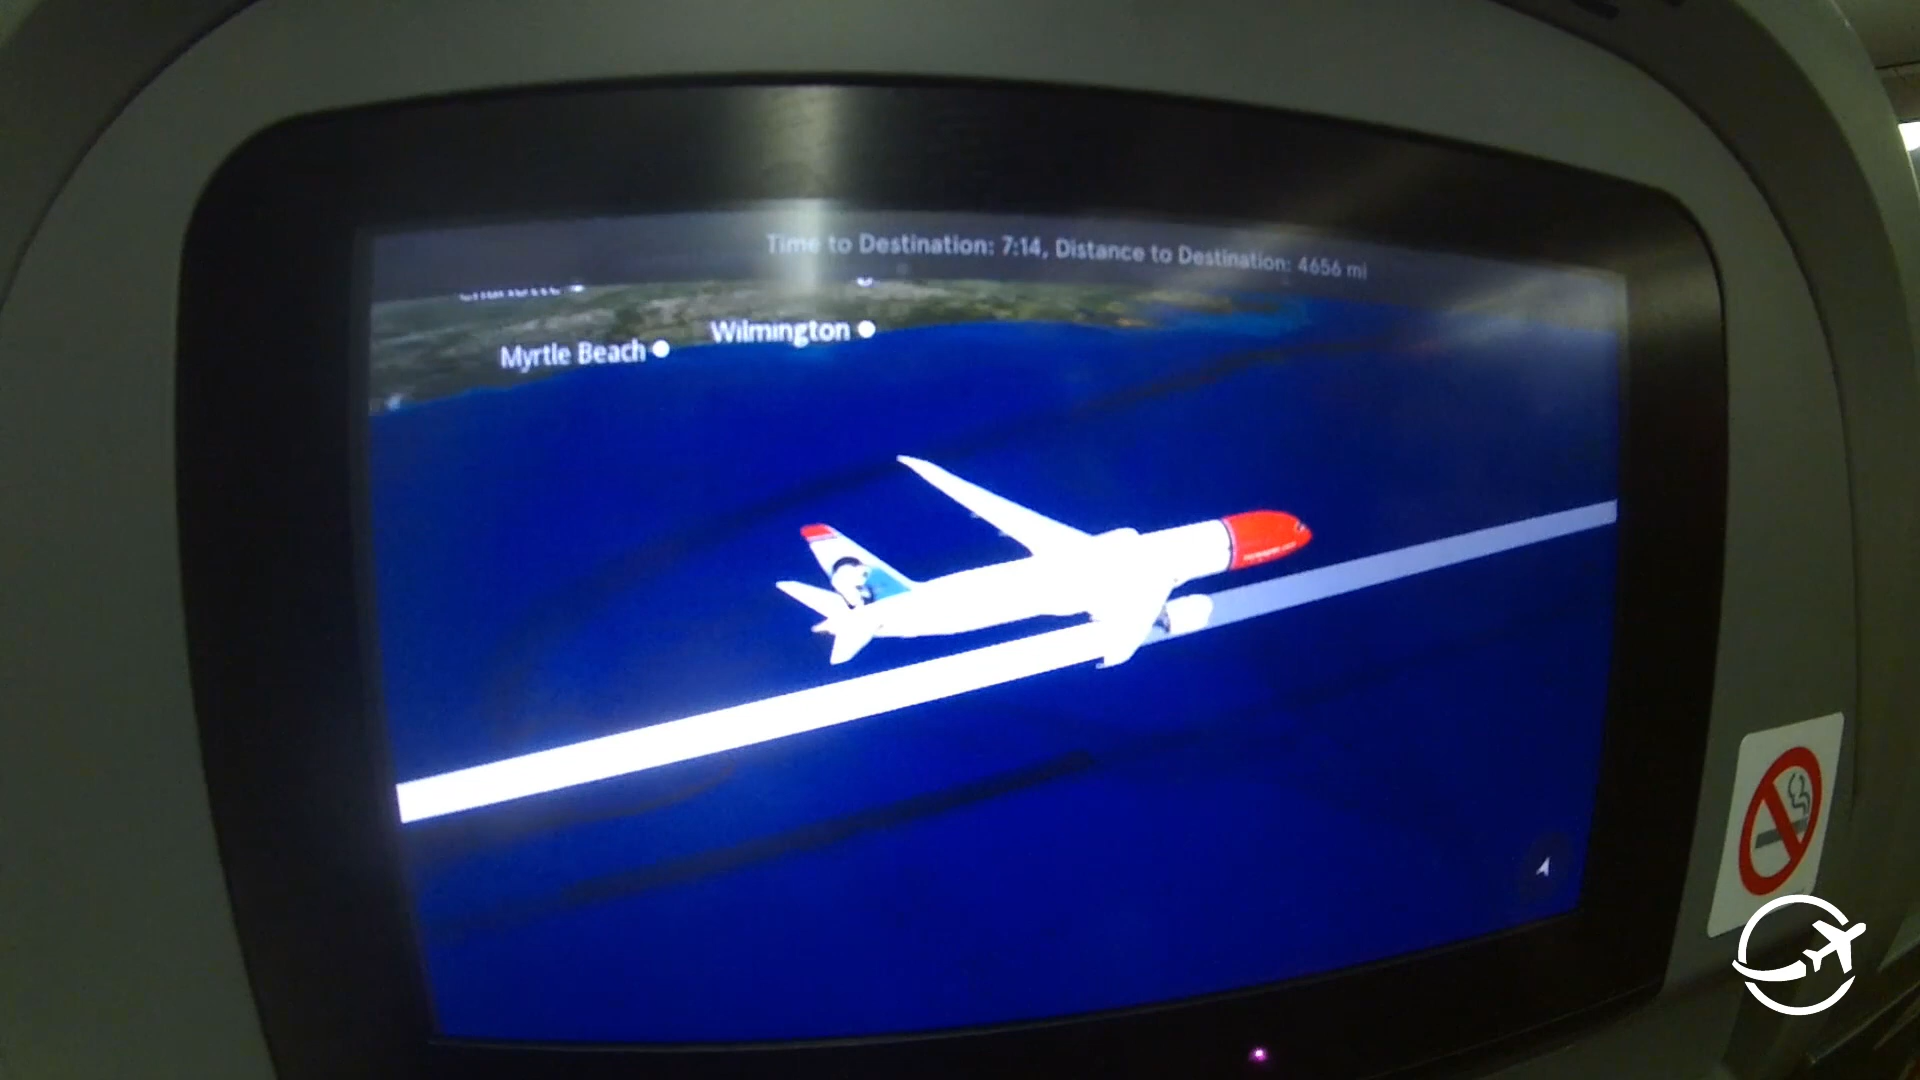 Time to Destination: 7:14, Distance to Destination: 4656 mi
Wilmington
Myrtle Beach